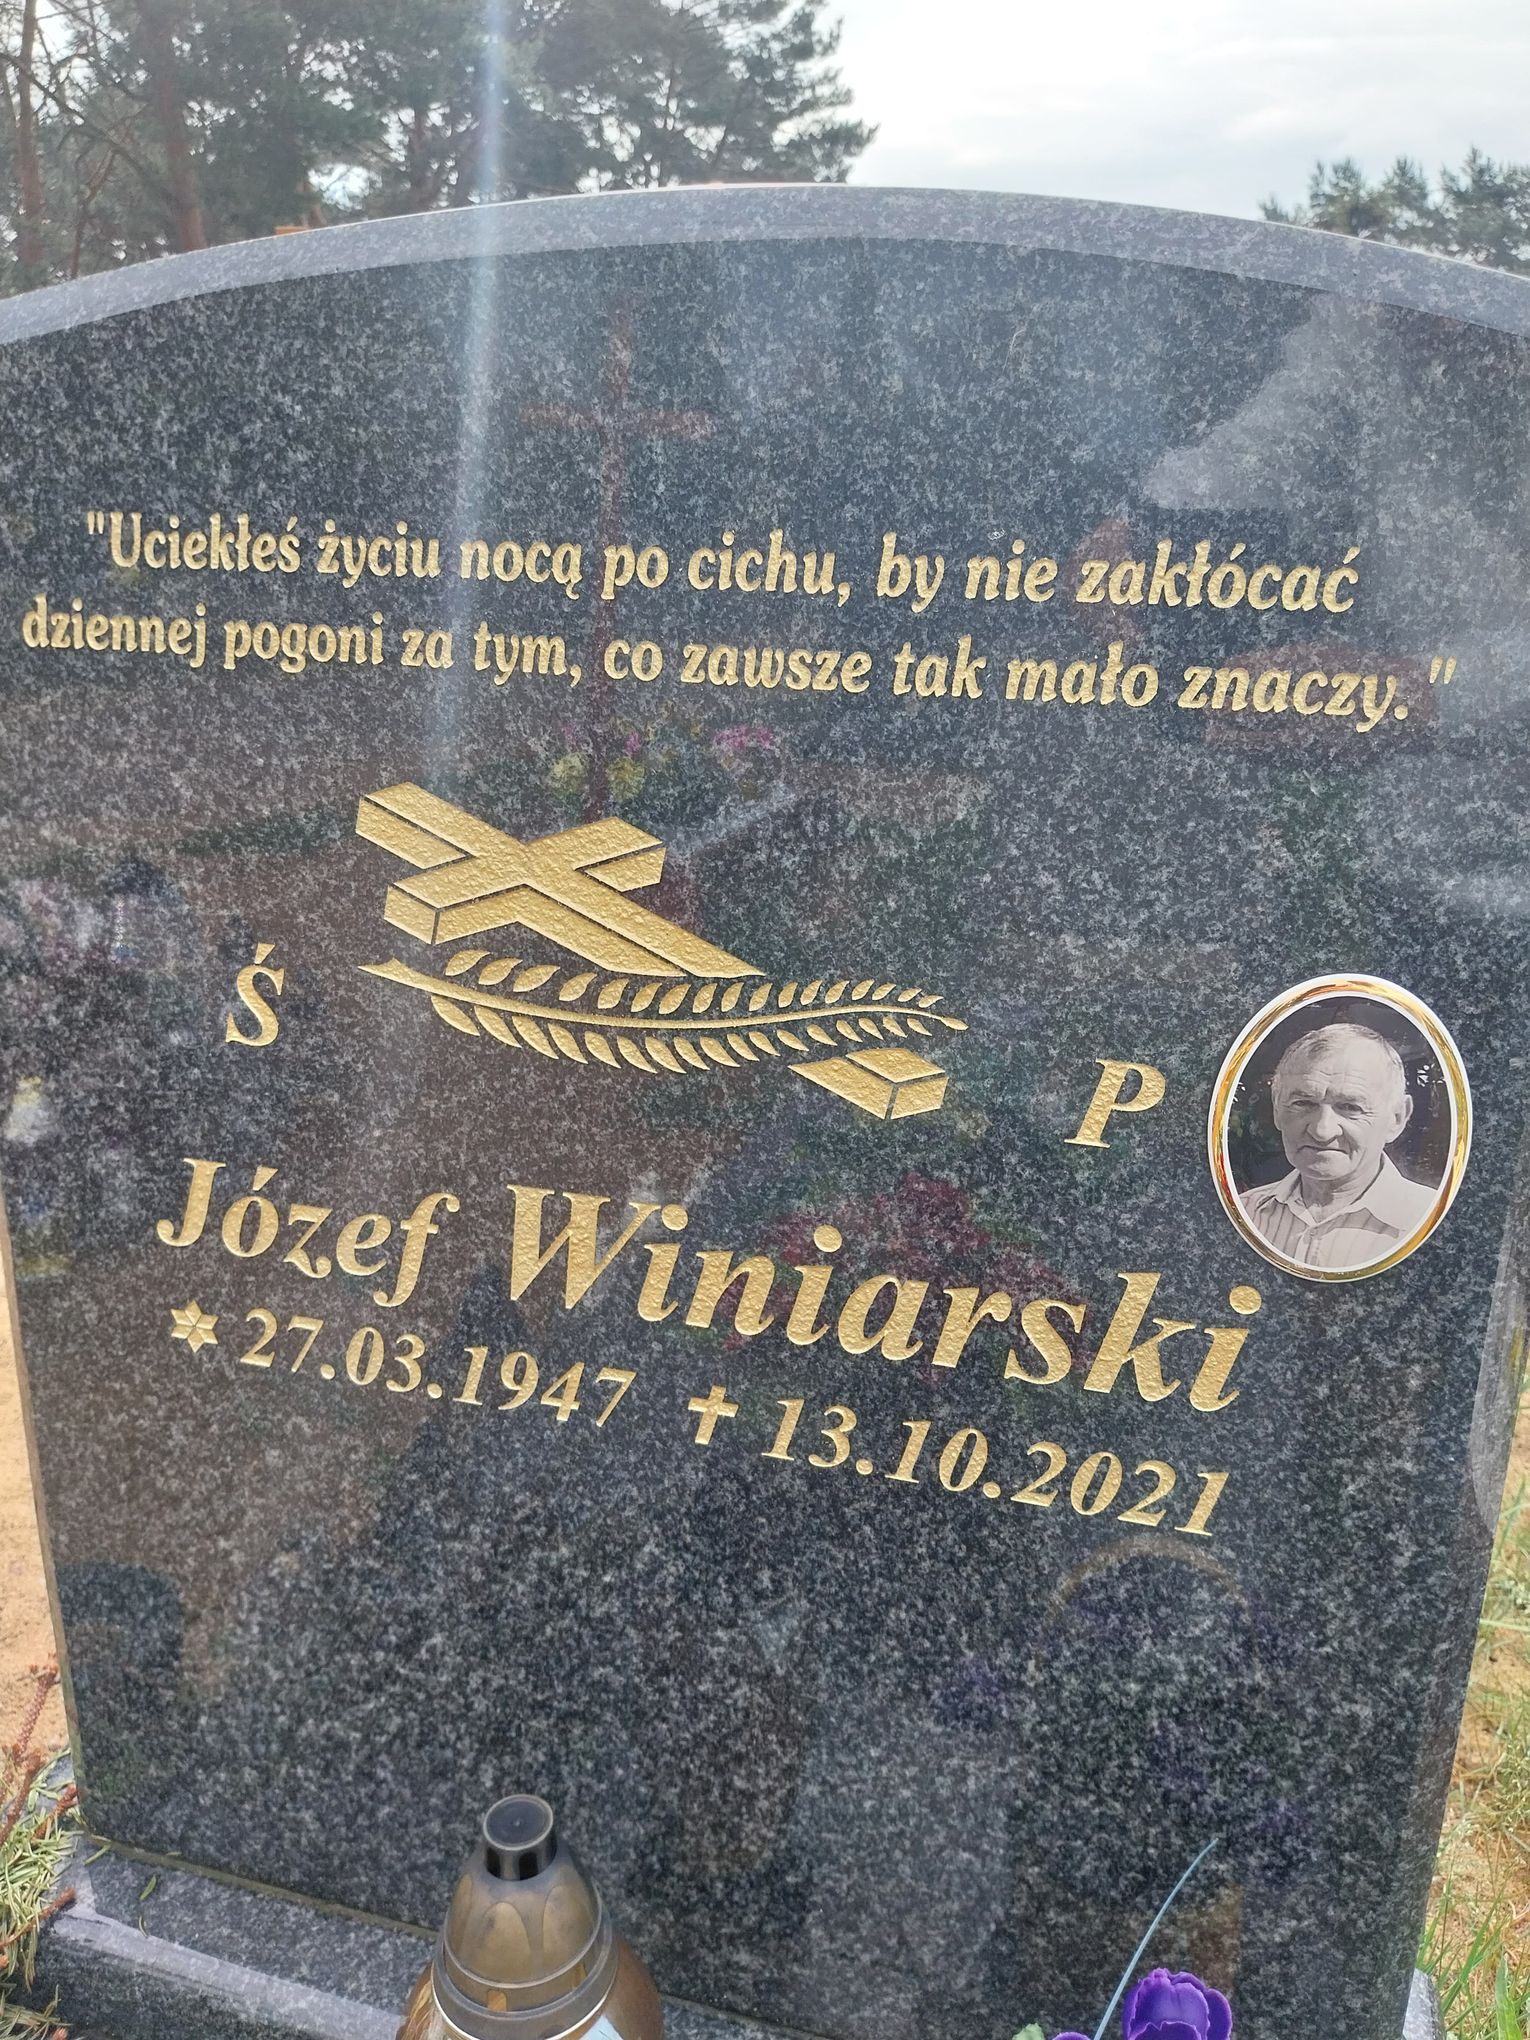 "Uciekłeś życiu nocą po cichu, by nie zakłócać
dziennej pogoni za tym, co zawsze tak mało znaczy."
Ś P
Józef Winiarski
✲ 27.03.1947 ✝ 13.10.2021